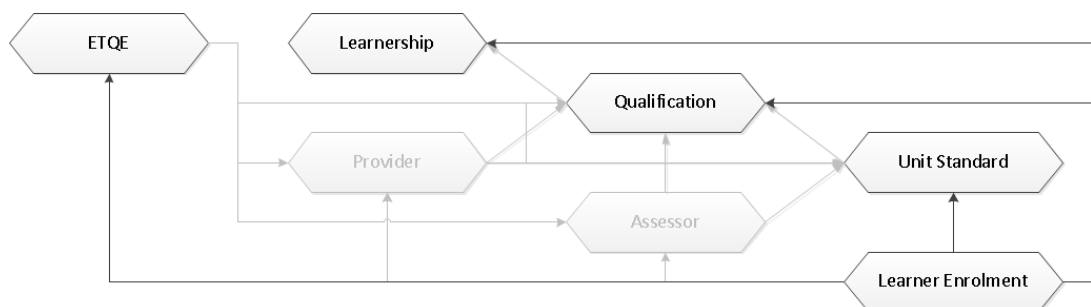 ETQE
Learnership
Qualification
Provider
Unit Standard
Assessor
Learner Enrolment